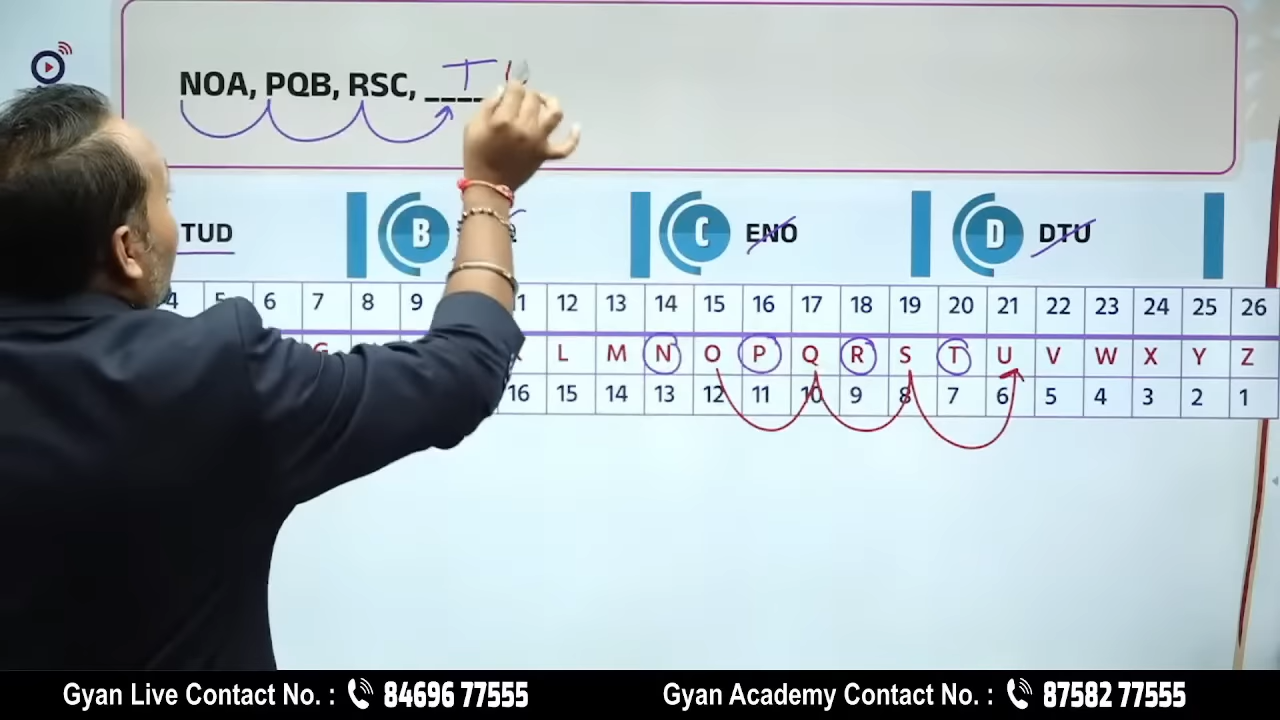 NOA, PQB, RSC, ____
T
TUD B C ENO D DTU
4 5 6 7 8 9 12 13 14 15 16 17 18 19 20 21 22 23 24 25 26
G L M N O P Q R S T U V W X Y Z
16 15 14 13 12 11 10 9 8 7 6 5 4 3 2 1
Gyan Live Contact No. : 84696 77555 Gyan Academy Contact No. : 87582 77555